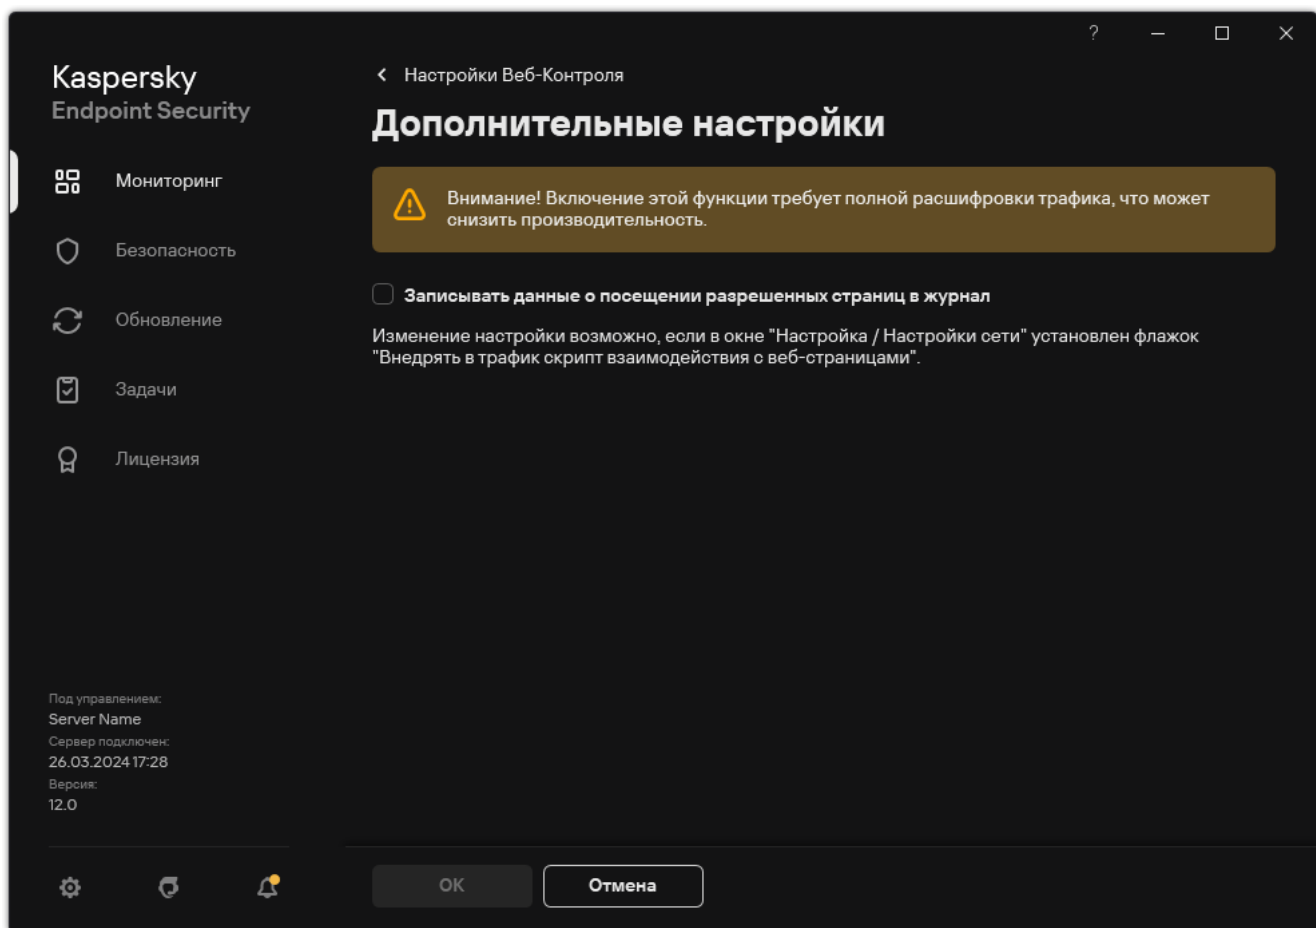 ?
Kaspersky
Endpoint Security
Мониторинг
Безопасность
Обновление
Задачи
Лицензия
Под управлением:
Server Name
Сервер подключен:
26.03.2024 17:28
Версия:
12.0
Настройки Веб-Контроля
Дополнительные настройки
Внимание! Включение этой функции требует полной расшифровки трафика, что может
снизить производительность.
Записывать данные о посещении разрешенных страниц в журнал
Изменение настройки возможно, если в окне "Настройка / Настройки сети" установлен флажок
"Внедрять в трафик скрипт взаимодействия с веб-страницами".
ОК
Отмена